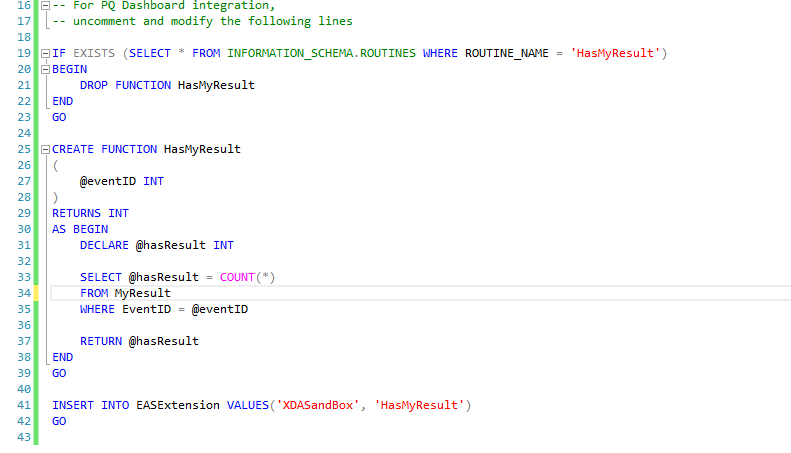 16 -- For PQ Dashboard integration,
17 -- uncomment and modify the following lines
18
19 IF EXISTS (SELECT * FROM INFORMATION_SCHEMA.ROUTINES WHERE ROUTINE_NAME = 'HasMyResult')
20 BEGIN
21     DROP FUNCTION HasMyResult
22 END
23 GO
24
25 CREATE FUNCTION HasMyResult
26 (
27     @eventID INT
28 )
29 RETURNS INT
30 AS BEGIN
31     DECLARE @hasResult INT
32
33     SELECT @hasResult = COUNT(*)
34     FROM MyResult
35     WHERE EventID = @eventID
36
37     RETURN @hasResult
38 END
39 GO
40
41 INSERT INTO EASExtension VALUES('XDASandBox', 'HasMyResult')
42 GO
43